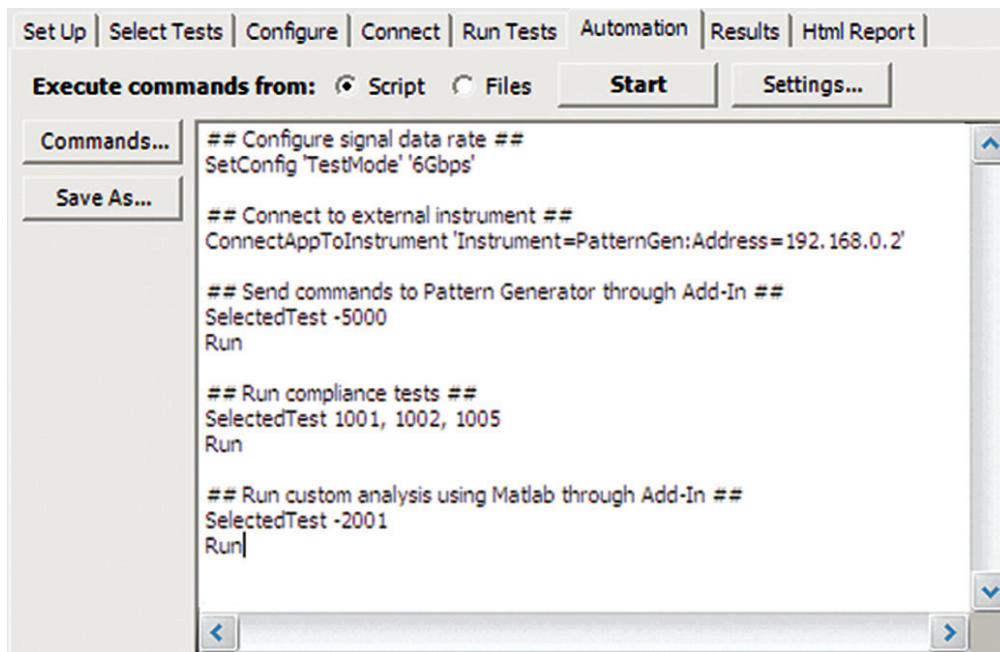 Set Up Select Tests Configure Connect Run Tests Automation Results Html Report
Execute commands from: Script Files Start Settings...
Commands...
Save As...
## Configure signal data rate ##
SetConfig 'TestMode' '6Gbps'
## Connect to external instrument ##
ConnectAppToInstrument 'Instrument=PatternGen:Address=192.168.0.2'
## Send commands to Pattern Generator through Add-In ##
SelectedTest -5000
Run
## Run compliance tests ##
SelectedTest 1001, 1002, 1005
Run
## Run custom analysis using Matlab through Add-In ##
SelectedTest -2001
Run